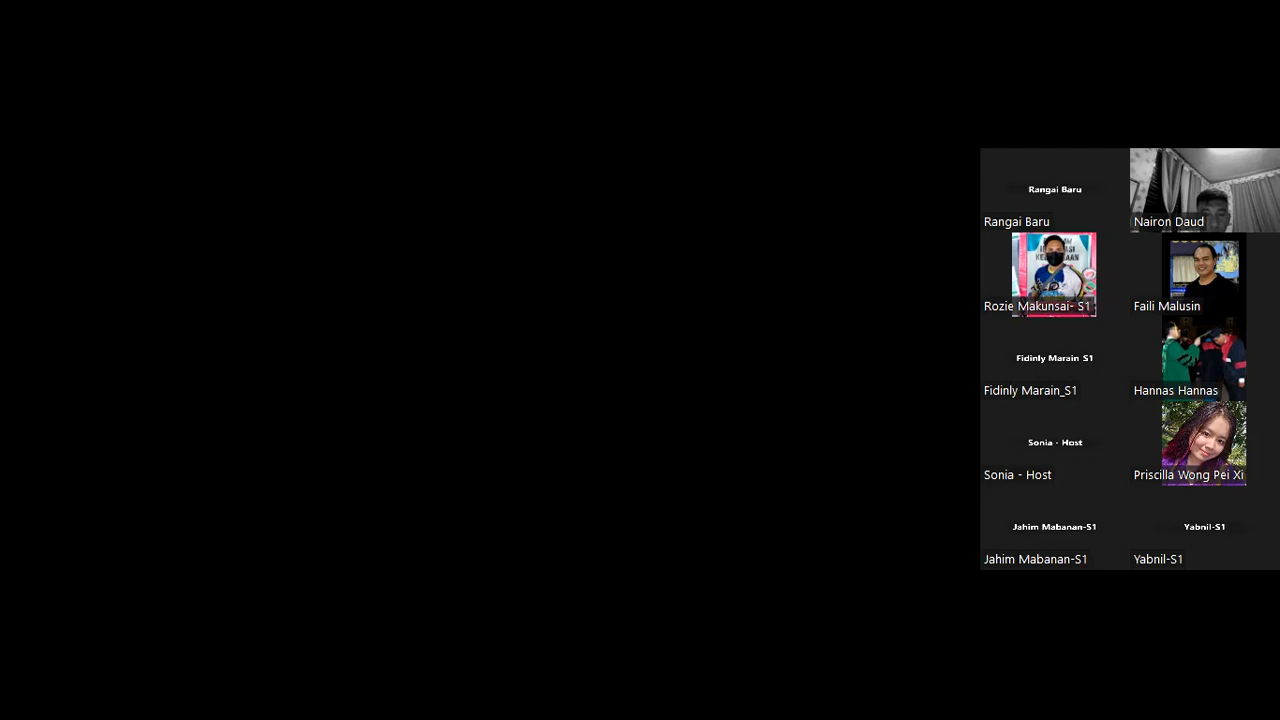 Rangai Baru
Rangai Baru
Nairon Daud
Rozie Makunsai- S1
Faili Malusin
Fidinly Marain S1
Fidinly Marain_S1
Hannas Hannas
Sonia - Host
Sonia - Host
Priscilla Wong Pei Xi
Jahim Mabanan-S1
Jahim Mabanan-S1
Yabnil-S1
Yabnil-S1